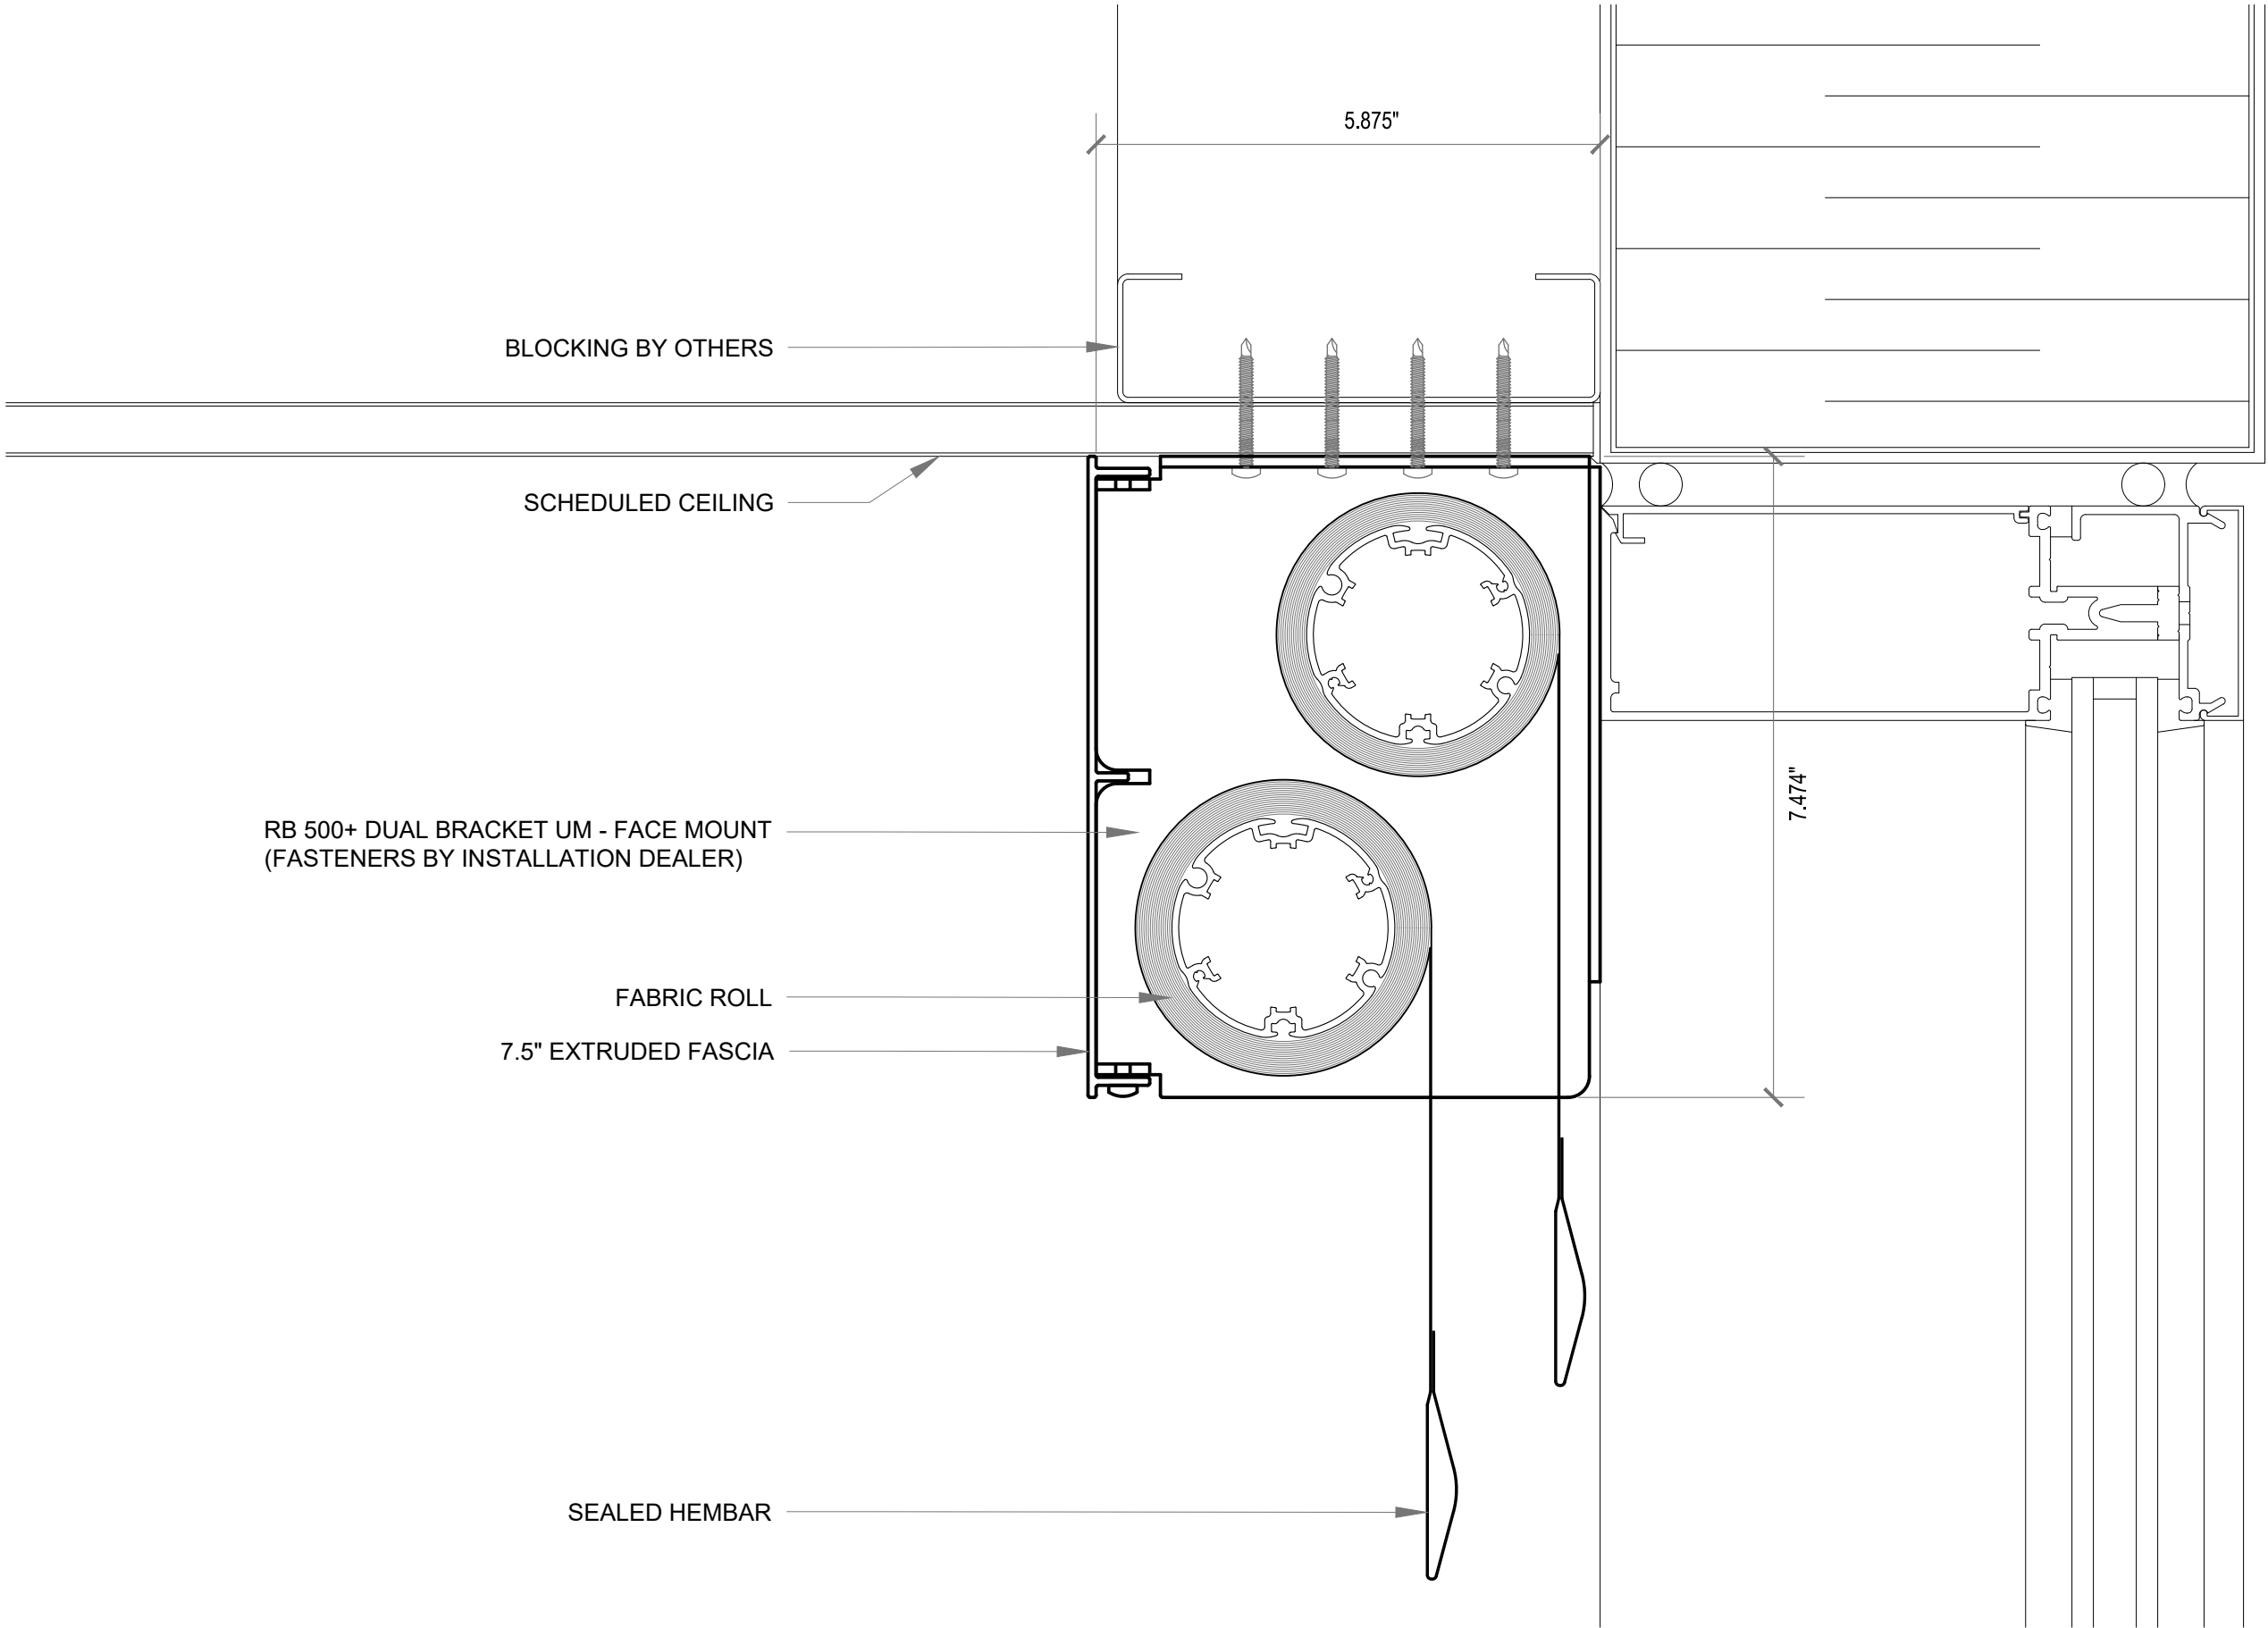 5.875"
BLOCKING BY OTHERS
SCHEDULED CEILING
7.474"
RB 500+ DUAL BRACKET UM - FACE MOUNT
(FASTENERS BY INSTALLATION DEALER)
FABRIC ROLL
7.5" EXTRUDED FASCIA
SEALED HEMBAR